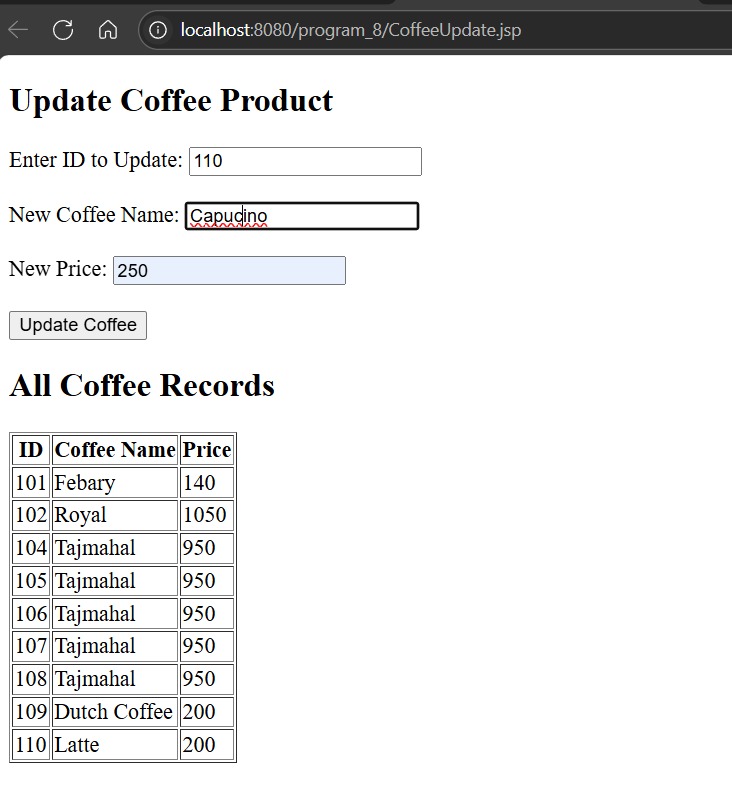 localhost:8080/program_8/CoffeeUpdate.jsp
Update Coffee Product
Enter ID to Update: 110
New Coffee Name: Capucino
New Price: 250
Update Coffee
All Coffee Records
ID Coffee Name Price
101 Febary 140
102 Royal 1050
104 Tajmahal 950
105 Tajmahal 950
106 Tajmahal 950
107 Tajmahal 950
108 Tajmahal 950
109 Dutch Coffee 200
110 Latte 200